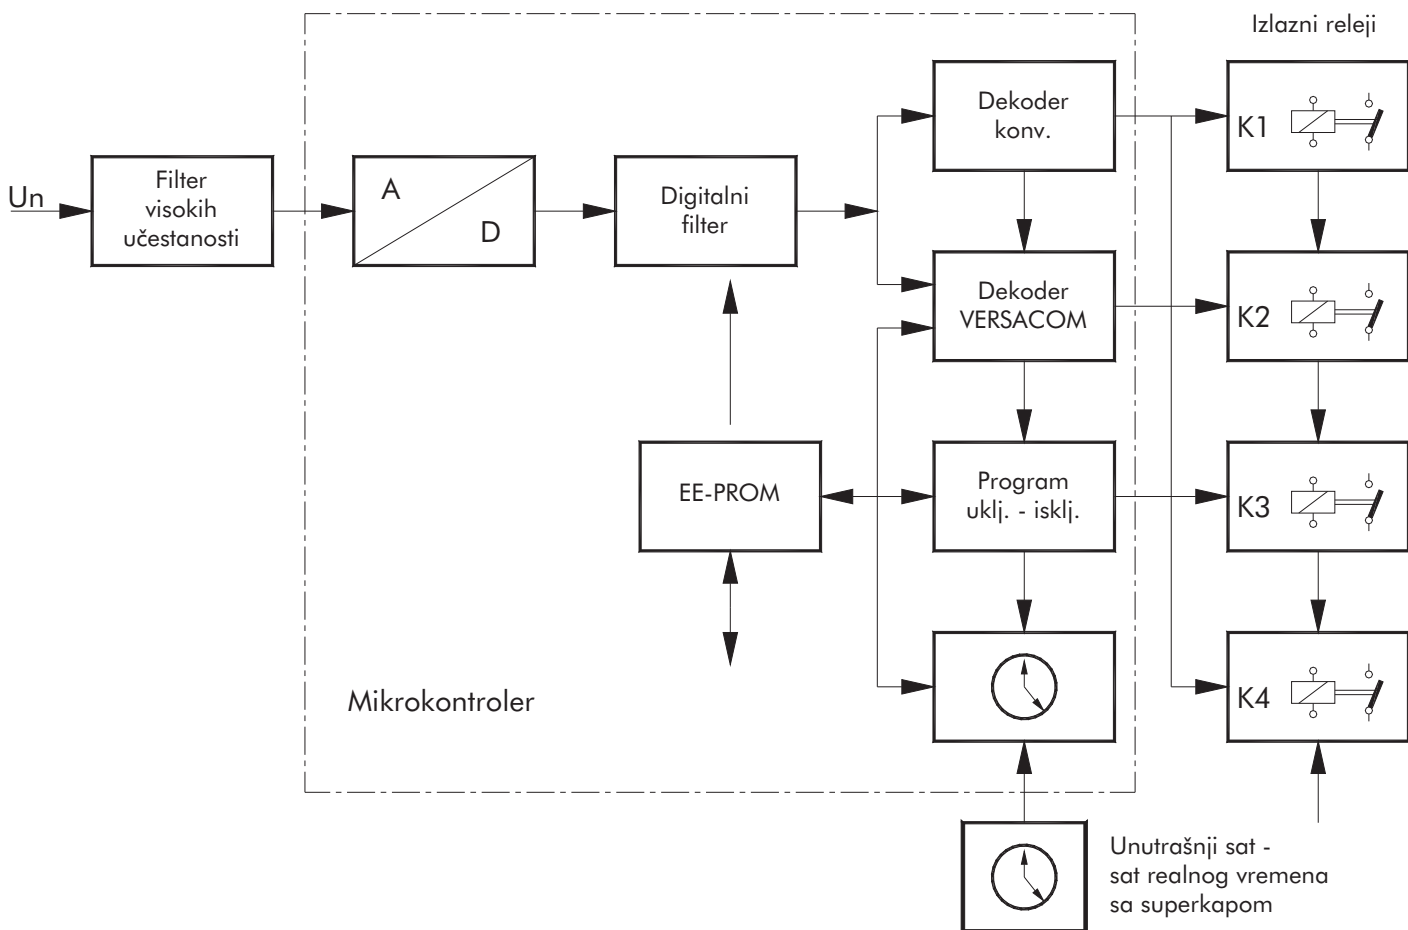 Izlazni releji
Dekoder
konv.
K1
Un
Filter
visokih
učestanosti
A
D
Digitalni
filter
Dekoder
VERSACOM
K2
EE-PROM
Program
uklj. - isklj.
K3
Mikrokontroler
K4
Unutrašnji sat -
sat realnog vremena
sa superkapom